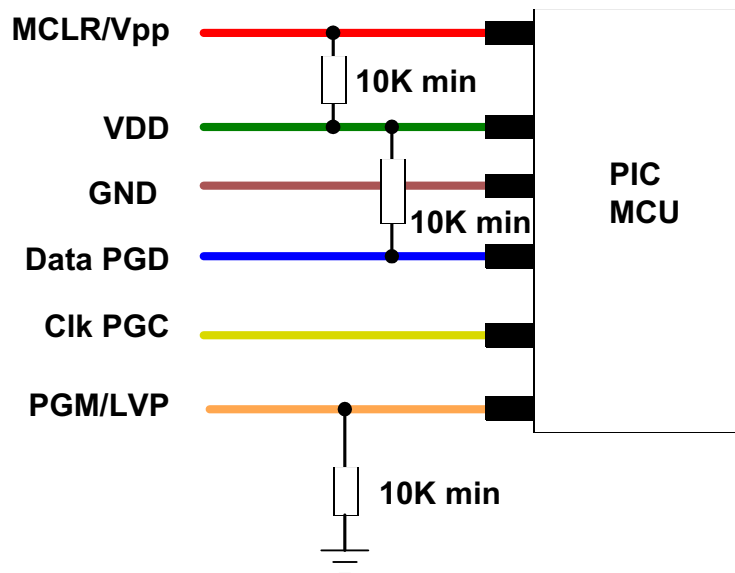 MCLR/Vpp
10K min
VDD
GND
10K min
Data PGD
Clk PGC
PGM/LVP
10K min
PIC
MCU